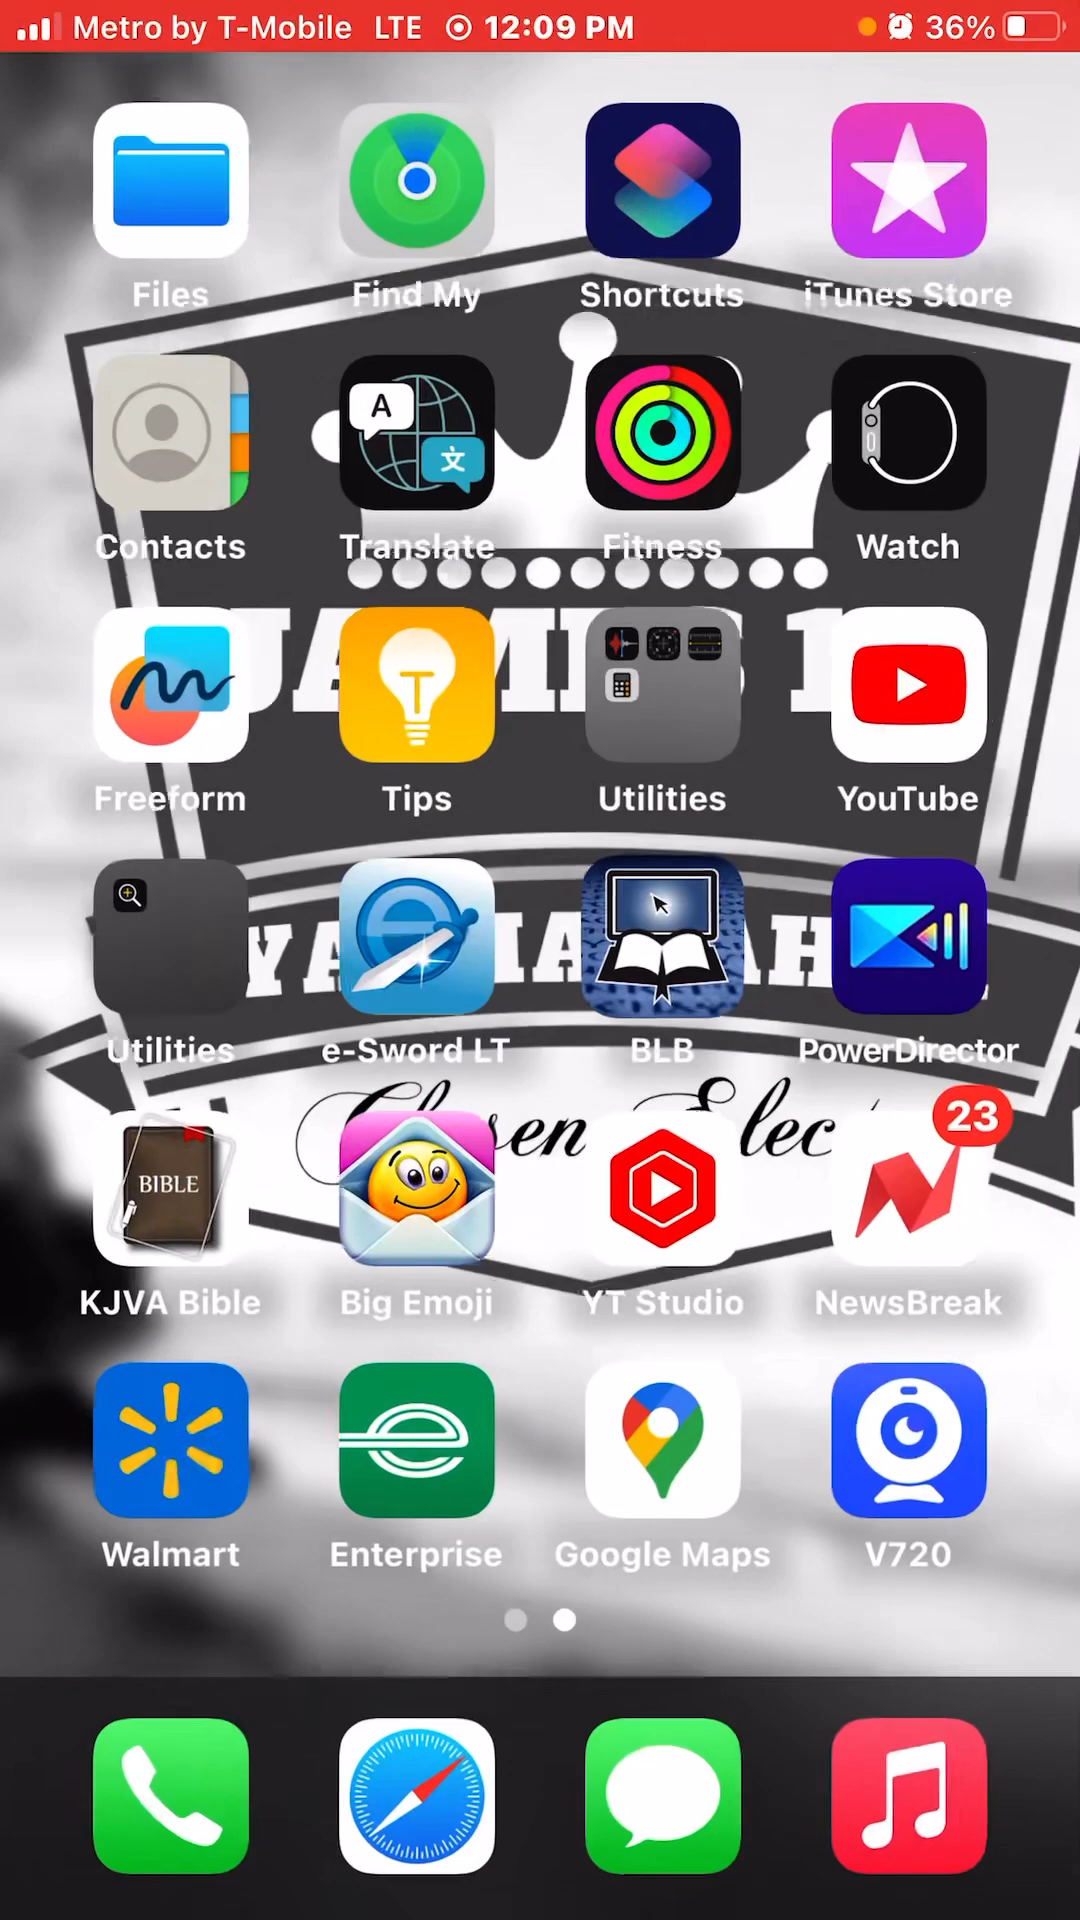 Metro by T-Mobile LTE 12:09 PM 36%
Files Find My Shortcuts iTunes Store
A 文
Contacts Translate Fitness Watch
Freeform Tips Utilities YouTube
Utilities e-Sword LT BLB PowerDirector
23
BIBLE
KJVA Bible Big Emoji YT Studio NewsBreak
Walmart Enterprise Google Maps V720